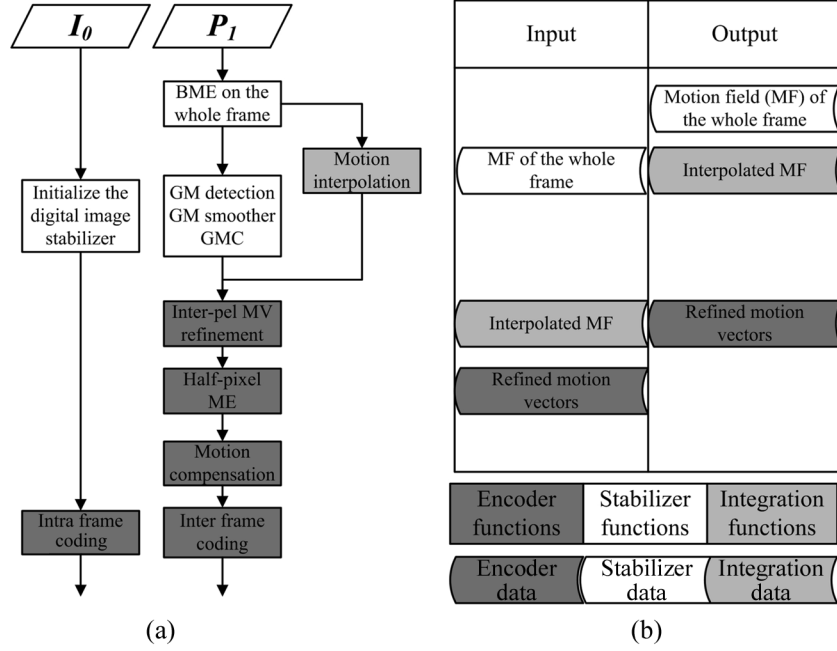 I0
P1
BME on the
whole frame
Motion
interpolation
Initialize the
digital image
stabilizer
GM detection
GM smoother
GMC
Inter-pel MV
refinement
Half-pixel
ME
Motion
compensation
Intra frame
coding
Inter frame
coding
(a)
Input
Output
Motion field (MF) of
the whole frame
MF of the whole
frame
Interpolated MF
Interpolated MF
Refined motion
vectors
Refined motion
vectors
Encoder
functions
Stabilizer
functions
Integration
functions
Encoder
data
Stabilizer
data
Integration
data
(b)